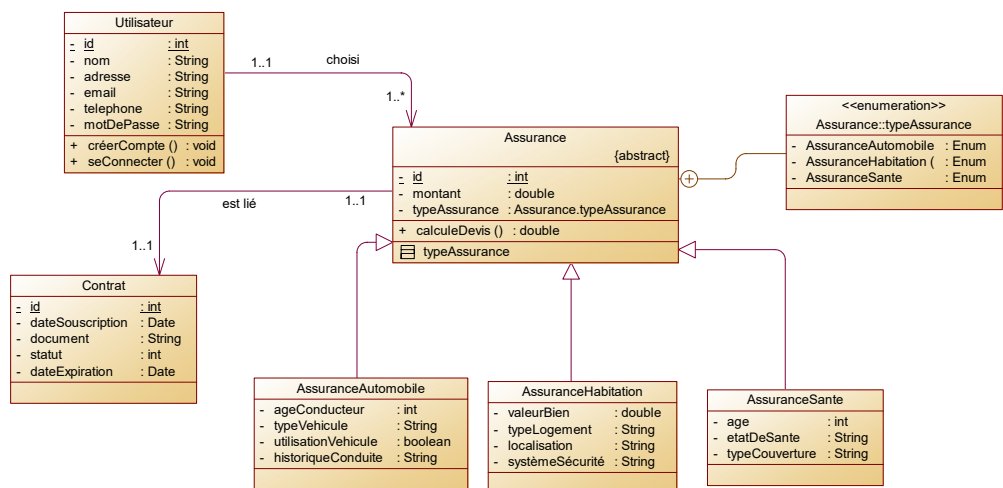 Utilisateur
- id : int
- nom : String
- adresse : String
- email : String
- telephone : String
- motDePasse : String
+ créerCompte () : void
+ seConnecter () : void
1..1
choisi
1..*
Assurance
{abstract}
- id : int
- montant : double
- typeAssurance : Assurance.typeAssurance
+ calculeDevis () : double
typeAssurance
<<enumeration>>
Assurance::typeAssurance
- AssuranceAutomobile : Enum
- AssuranceHabitation ( : Enum
- AssuranceSante : Enum
est lié
1..1
1..1
Contrat
- id : int
- dateSouscription : Date
- document : String
- statut : int
- dateExpiration : Date
AssuranceAutomobile
- ageConducteur : int
- typeVehicule : String
- utilisationVehicule : boolean
- historiqueConduite : String
AssuranceHabitation
- valeurBien : double
- typeLogement : String
- localisation : String
- systèmeSécurité : String
AssuranceSante
- age : int
- etatDeSante : String
- typeCouverture : String